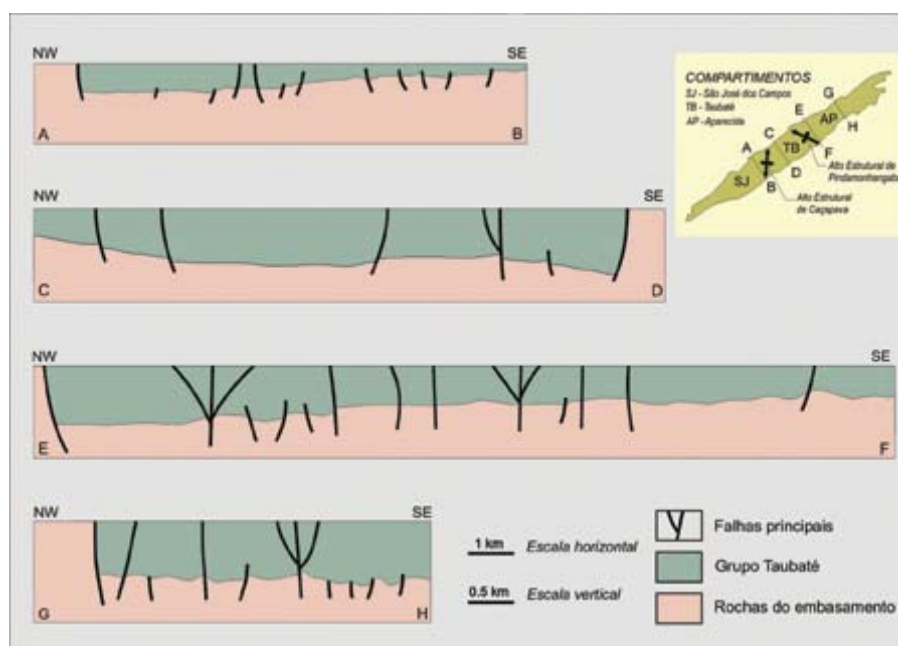 NW SE
A B
NW SE
C D
NW SE
E F
NW SE
G H
COMPARTIMENTOS
SJ - São José dos Campos
TB - Taubaté
AP - Aparecida
G
E
AP
C
H
A
TB
F
D
SJ
B
Alto Estrutural de
Pindamonhangaba
Alto Estrutural
de Caçapava
1 km Escala horizontal
0.5 km Escala vertical
Falhas principais
Grupo Taubaté
Rochas do embasamento